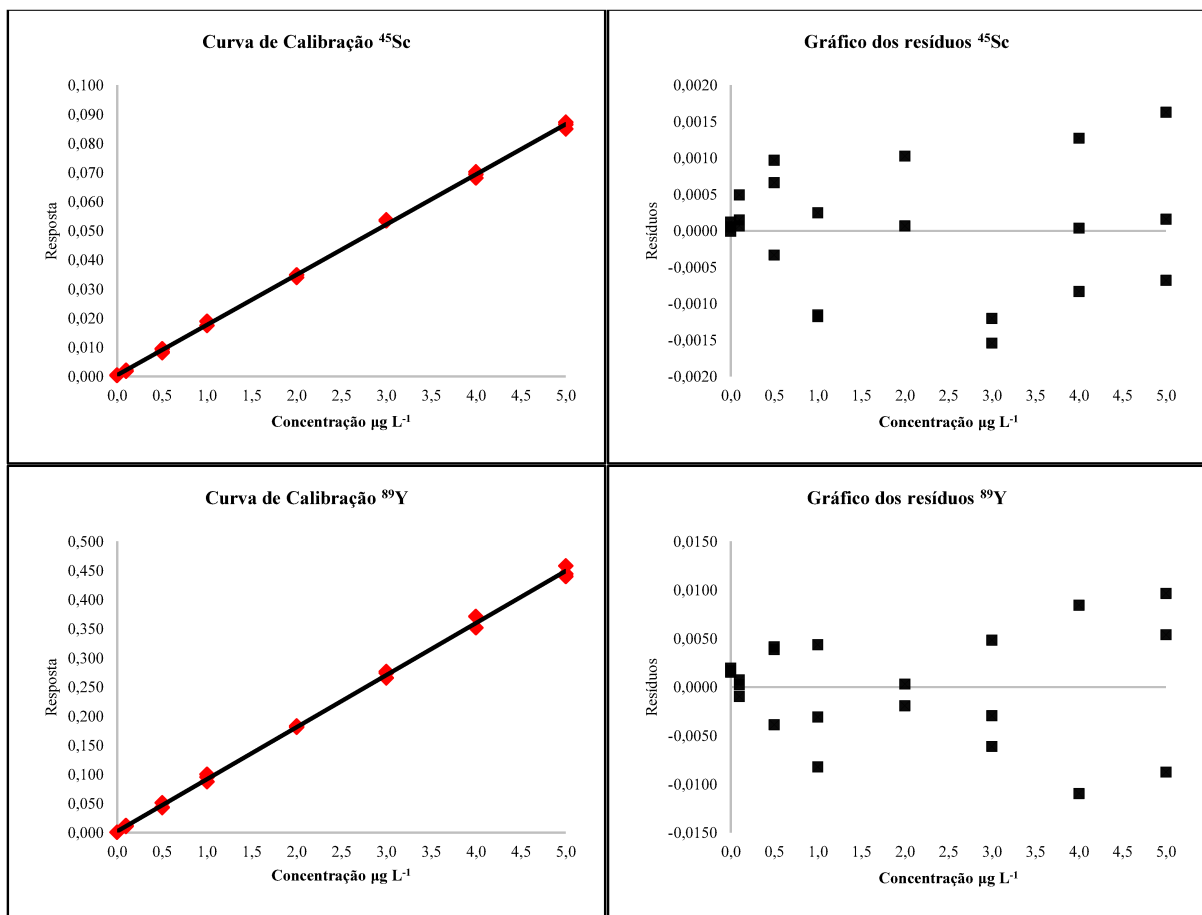 Curva de Calibração ⁴⁵Sc
0,100
0,090
0,080
0,070
0,060
0,050
0,040
0,030
0,020
0,010
0,000
Resposta
0,0 0,5 1,0 1,5 2,0 2,5 3,0 3,5 4,0 4,5 5,0
Concentração µg L⁻¹
Gráfico dos resíduos ⁴⁵Sc
0,0020
0,0015
0,0010
0,0005
0,0000
-0,0005
-0,0010
-0,0015
-0,0020
Resíduos
0,0 0,5 1,0 1,5 2,0 2,5 3,0 3,5 4,0 4,5 5,0
Concentração µg L⁻¹
Curva de Calibração ⁸⁹Y
0,500
0,450
0,400
0,350
0,300
0,250
0,200
0,150
0,100
0,050
0,000
Resposta
0,0 0,5 1,0 1,5 2,0 2,5 3,0 3,5 4,0 4,5 5,0
Concentração µg L⁻¹
Gráfico dos resíduos ⁸⁹Y
0,0150
0,0100
0,0050
0,0000
-0,0050
-0,0100
-0,0150
Resíduos
0,0 0,5 1,0 1,5 2,0 2,5 3,0 3,5 4,0 4,5 5,0
Concentração µg L⁻¹